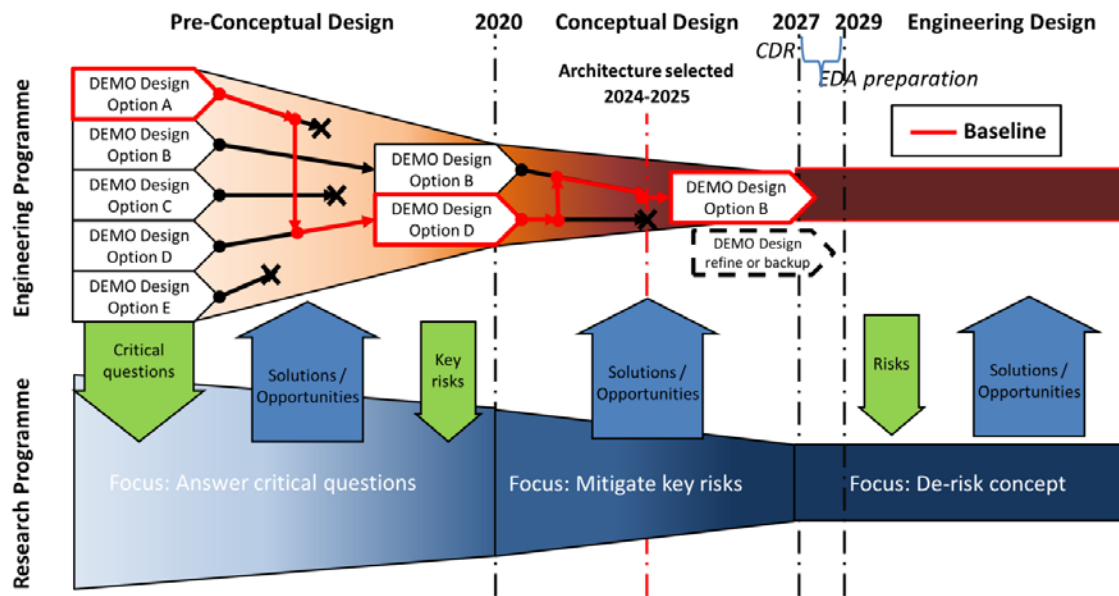 Pre-Conceptual Design
2020
Conceptual Design
2027
2029
Engineering Design
CDR
EDA preparation
Architecture selected
2024-2025
Baseline
Engineering Programme
DEMO Design
Option A
DEMO Design
Option B
DEMO Design
Option C
DEMO Design
Option D
DEMO Design
Option E
DEMO Design
Option B
DEMO Design
Option D
DEMO Design
Option B
DEMO Design
refine or backup
Critical
questions
Solutions /
Opportunities
Key
risks
Solutions /
Opportunities
Risks
Solutions /
Opportunities
Research Programme
Focus: Answer critical questions
Focus: Mitigate key risks
Focus: De-risk concept